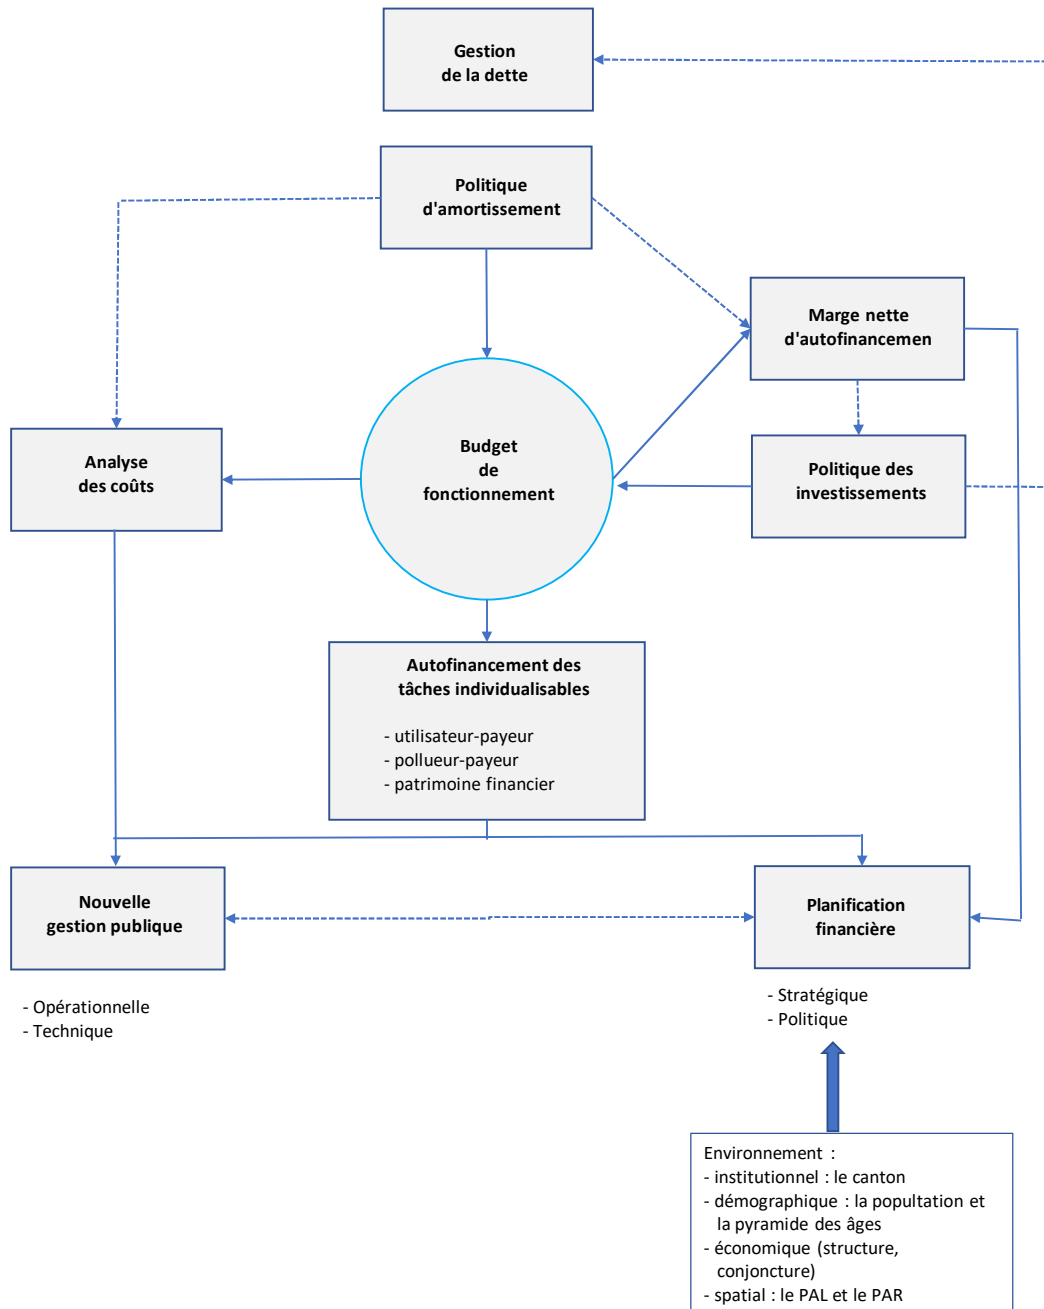 Gestion
de la dette
Politique
d'amortissement
Marge nette
d'autofinancemen
Analyse
des coûts
Budget
de
fonctionnement
Politique des
investissements
Autofinancement des
tâches individualisables
- utilisateur-payeur
- pollueur-payeur
- patrimoine financier
Nouvelle
gestion publique
Planification
financière
- Opérationnelle
- Technique
- Stratégique
- Politique
Environnement :
- institutionnel : le canton
- démographique : la popultation et
la pyramide des âges
- économique (structure,
conjoncture)
- spatial : le PAL et le PAR